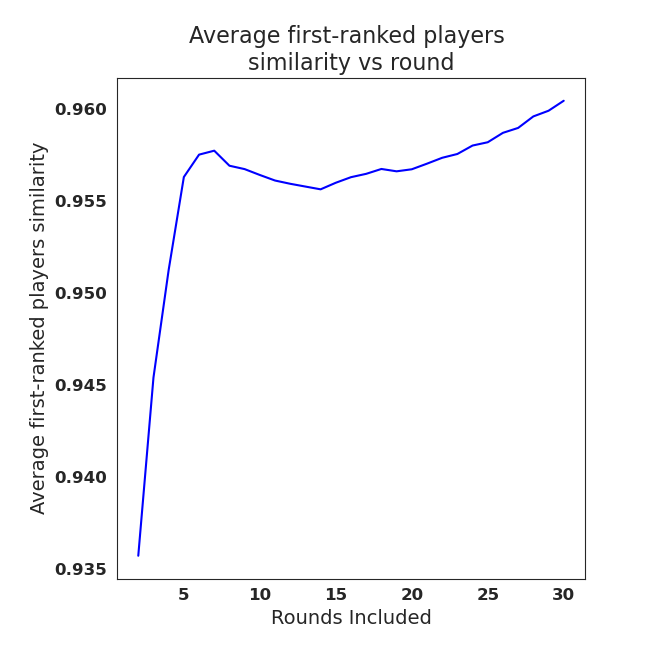 Average first-ranked players
similarity vs round
Average first-ranked players similarity
0.960
0.955
0.950
0.945
0.940
0.935
5 10 15 20 25 30
Rounds Included